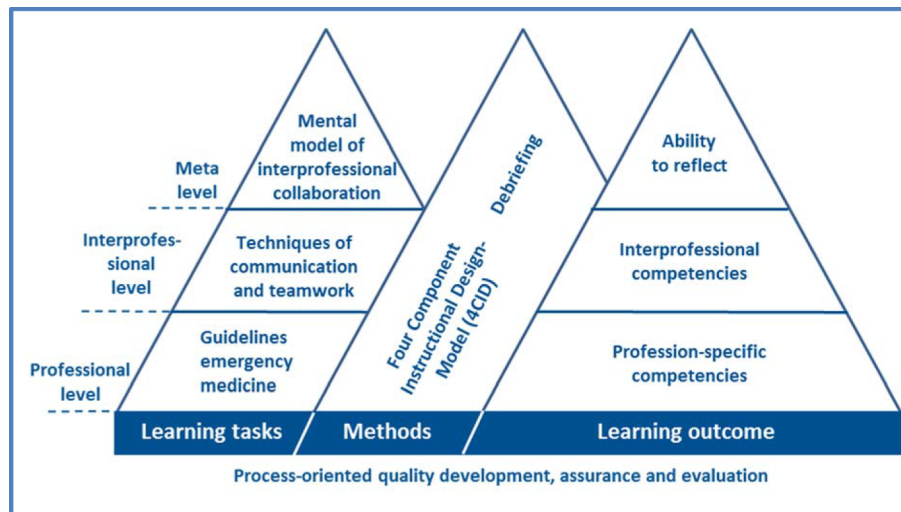 Meta
level
Interprofes-
sional
level
Professional
level
Mental
model of
interprofessional
collaboration
Techniques of
communication
and teamwork
Guidelines
emergency
medicine
Debriefing
Four Component
Instructional Design-
Model (4CID)
Ability
to reflect
Interprofessional
competencies
Profession-specific
competencies
Learning tasks
Methods
Learning outcome
Process-oriented quality development, assurance and evaluation